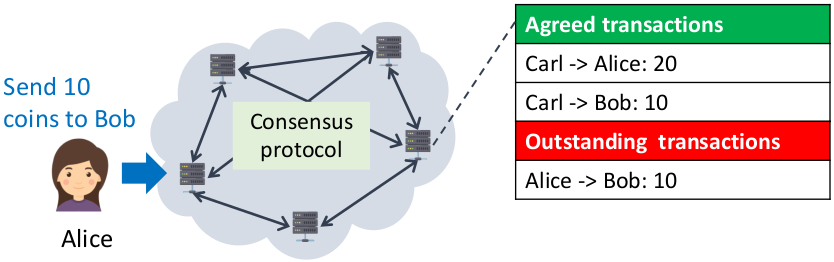 Send 10
coins to Bob
Alice
Consensus
protocol
Agreed transactions
Carl -> Alice: 20
Carl -> Bob: 10
Outstanding transactions
Alice -> Bob: 10